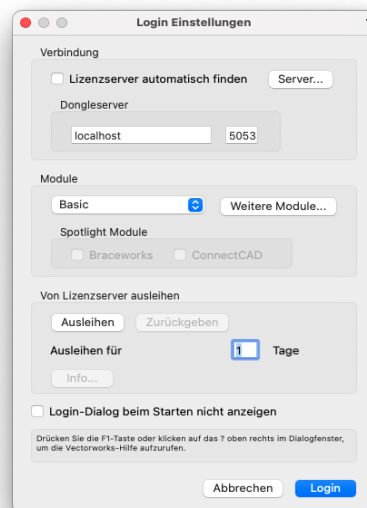 Login Einstellungen
Verbindung
Lizenzserver automatisch finden Server...
Dongleserver
localhost 5053
Module
Basic Weitere Module...
Spotlight Module
Braceworks ConnectCAD
Von Lizenzserver ausleihen
Ausleihen Zurückgeben
Ausleihen für 1 Tage
Info...
Login-Dialog beim Starten nicht anzeigen
Drücken Sie die F1-Taste oder klicken auf das ? oben rechts im Dialogfenster,
um die Vectorworks-Hilfe aufzurufen.
Abbrechen Login